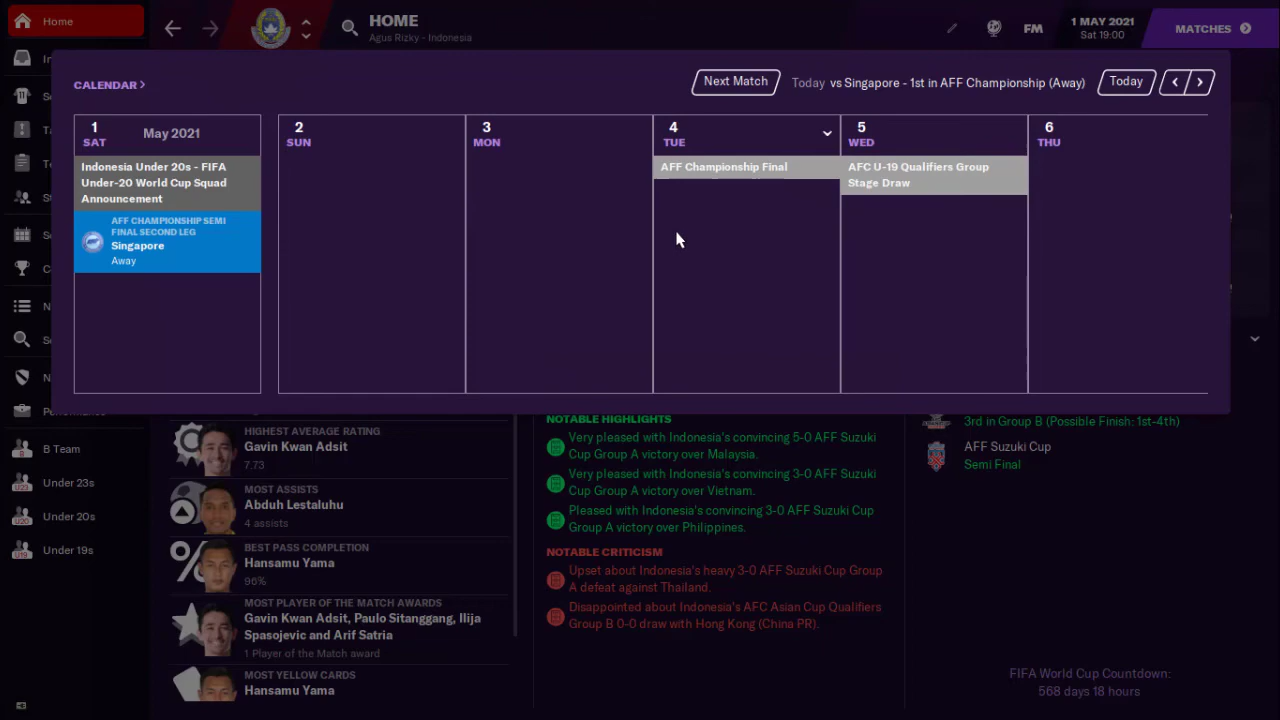 Home
HOME
Agus Rizky - Indonesia
FM
1 MAY 2021
Sat 19:00
MATCHES
CALENDAR
Next Match
Today vs Singapore - 1st in AFF Championship (Away)
Today
1
SAT
May 2021
2
SUN
3
MON
4
TUE
5
WED
6
THU
Indonesia Under 20s - FIFA
Under-20 World Cup Squad
Announcement
AFF CHAMPIONSHIP SEMI
FINAL SECOND LEG
Singapore
Away
AFF Championship Final
AFC U-19 Qualifiers Group
Stage Draw
B Team
Under 23s
Under 20s
Under 19s
HIGHEST AVERAGE RATING
Gavin Kwan Adsit
7.73
MOST ASSISTS
Abduh Lestaluhu
4 assists
BEST PASS COMPLETION
Hansamu Yama
96%
MOST PLAYER OF THE MATCH AWARDS
Gavin Kwan Adsit, Paulo Sitanggang, Ilija
Spasojevic and Arif Satria
1 Player of the Match award
MOST YELLOW CARDS
Hansamu Yama
NOTABLE HIGHLIGHTS
Very pleased with Indonesia's convincing 5-0 AFF Suzuki
Cup Group A victory over Malaysia.
Very pleased with Indonesia's convincing 3-0 AFF Suzuki
Cup Group A victory over Vietnam.
Pleased with Indonesia's convincing 3-0 AFF Suzuki Cup
Group A victory over Philippines.
NOTABLE CRITICISM
Upset about Indonesia's heavy 3-0 AFF Suzuki Cup Group
A defeat against Thailand.
Disappointed about Indonesia's AFC Asian Cup Qualifiers
Group B 0-0 draw with Hong Kong (China PR).
3rd in Group B (Possible Finish: 1st-4th)
AFF Suzuki Cup
Semi Final
FIFA World Cup Countdown:
568 days 18 hours